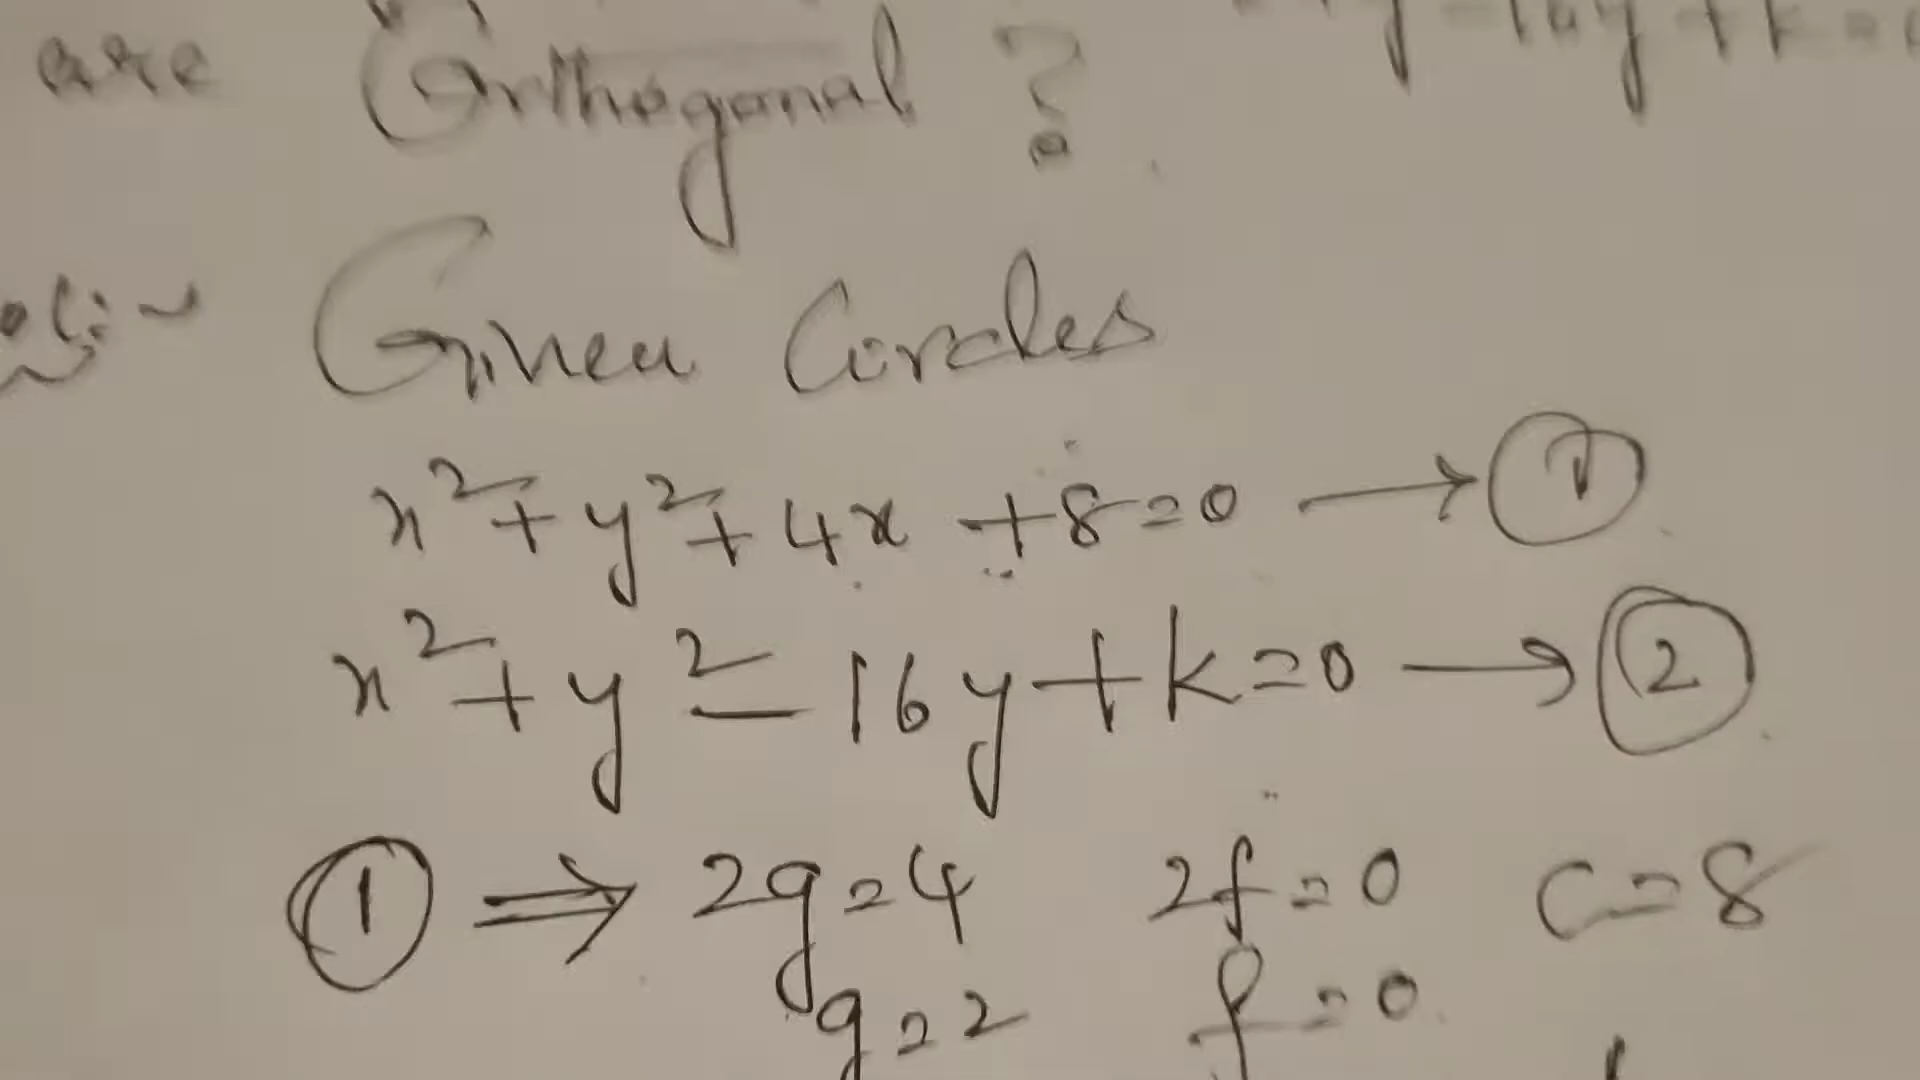 y - 16y + k =
are Orthogonal ?
Given Circles
x² + y² + 4x + 8 = 0 → ①
x² + y² - 16y + k = 0 → ②
① ⇒ 2g = 4 2f = 0 c = 8
g = 2 f = 0